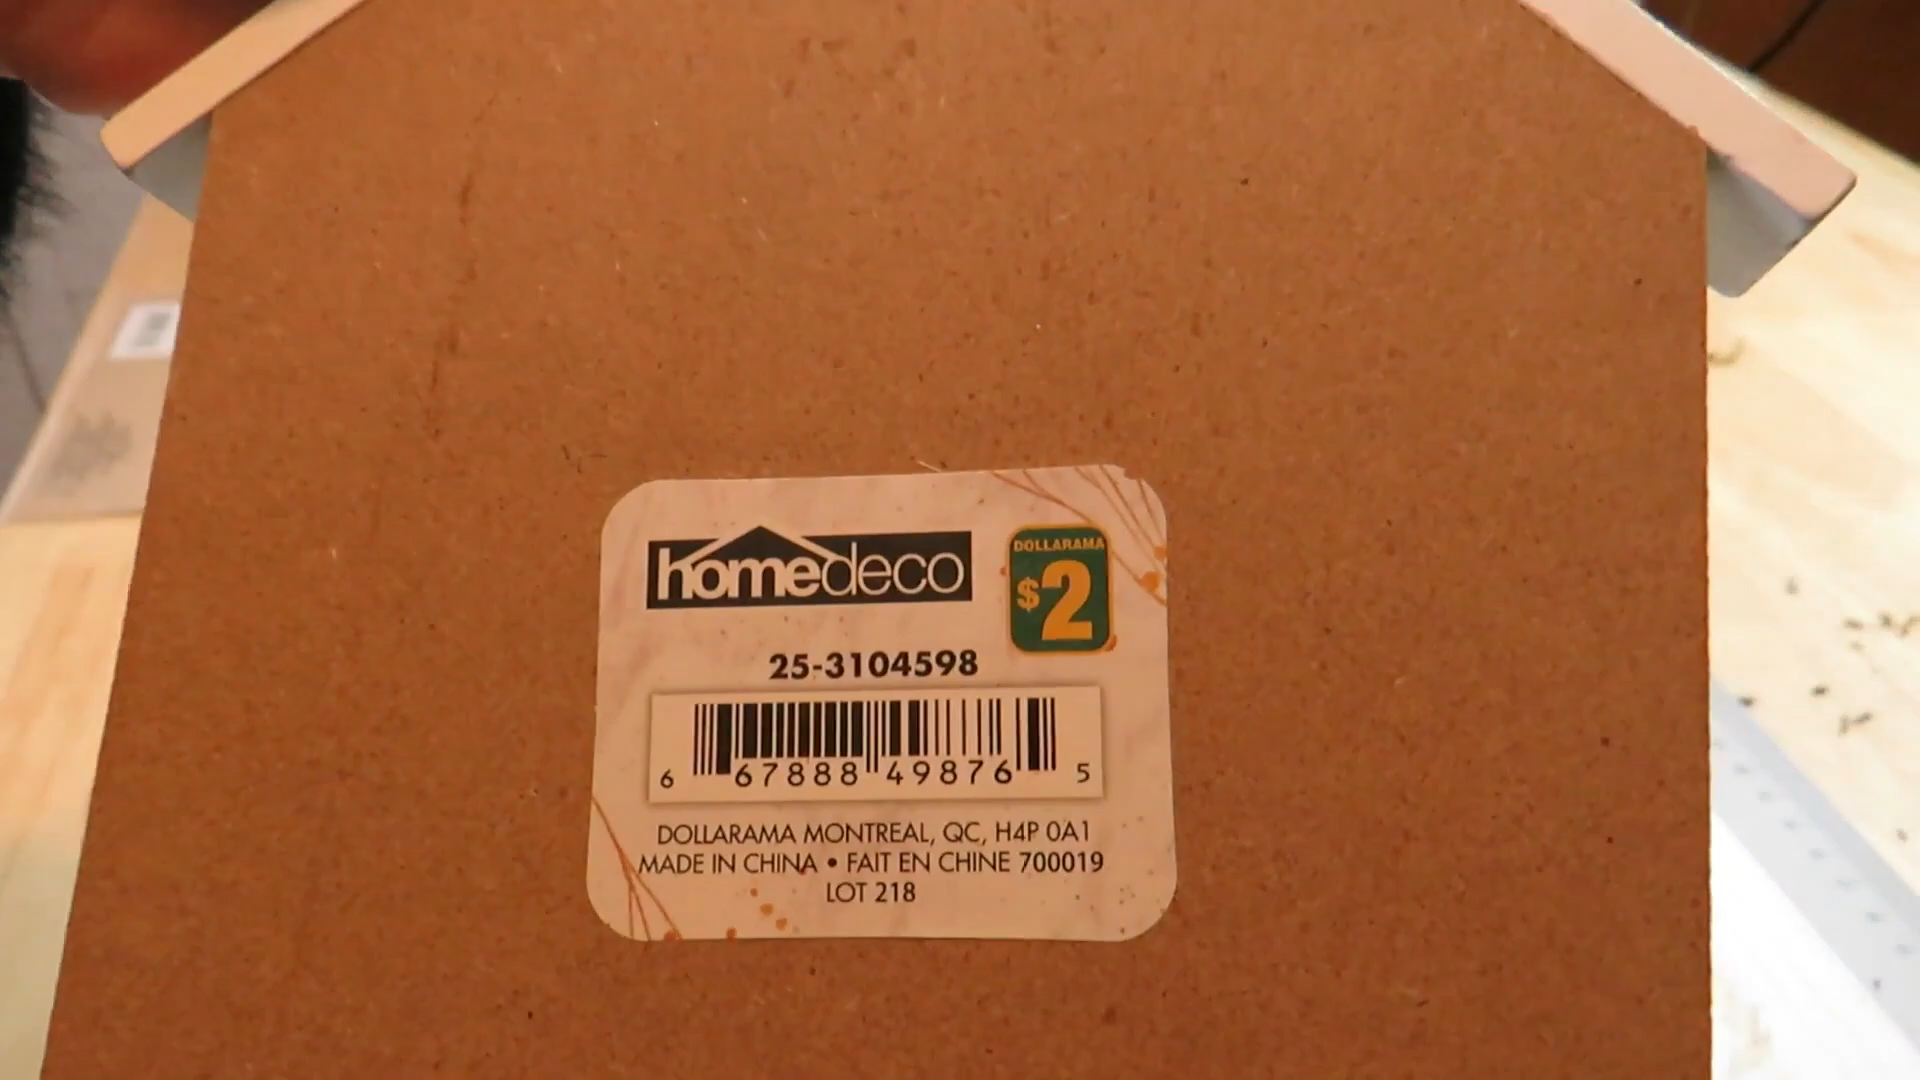 homedeco
DOLLARAMA
$2
25-3104598
6 67888 49876 5
DOLLARAMA MONTREAL, QC, H4P 0A1
MADE IN CHINA • FAIT EN CHINE 700019
LOT 218